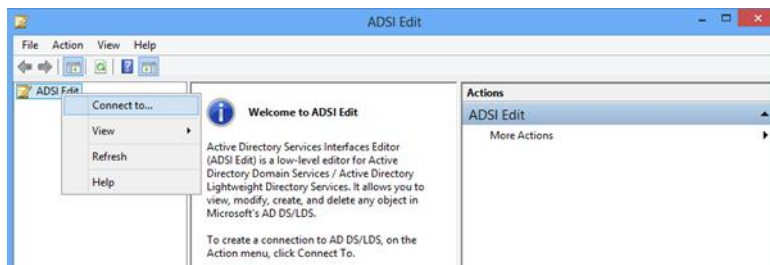 ADSI Edit
File Action View Help
ADSI Edit
Connect to...
View
Refresh
Help
Welcome to ADSI Edit
Active Directory Services Interfaces Editor
(ADSI Edit) is a low-level editor for Active
Directory Domain Services / Active Directory
Lightweight Directory Services. It allows you to
view, modify, create, and delete any object in
Microsoft's AD DS/LDS.
To create a connection to AD DS/LDS, on the
Action menu, click Connect To.
Actions
ADSI Edit
More Actions